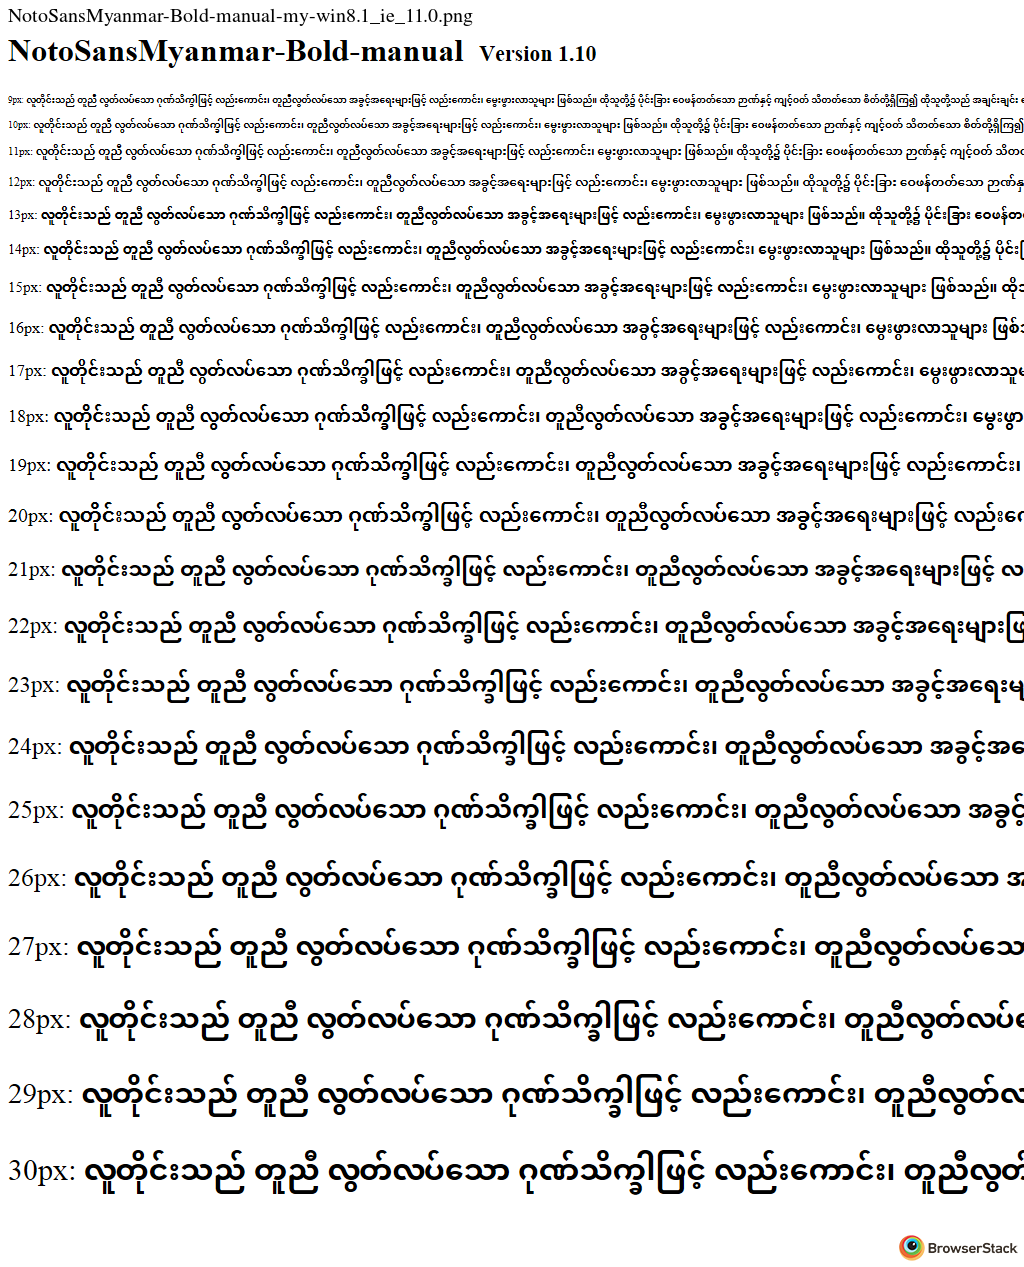 NotoSansMyanmar-Bold-manual-my-win8.1_ie_11.0.png
NotoSansMyanmar-Bold-manual Version 1.10
9px: လူတိုင်းသည် တူညီ လွတ်လပ်သော ဂုဏ်သိက္ခါဖြင့် လည်းကောင်း၊ တူညီလွတ်လပ်သော အခွင့်အရေးများဖြင့် လည်းကောင်း၊ မွေးဖွားလာသူများ ဖြစ်သည်။ ထိုသူတို့၌ ပိုင်းခြား ဝေဖန်တတ်သော ဉာဏ်နှင့် ကျင့်ဝတ် သိတတ်သော စိတ်တို့ရှိကြ၍ ထိုသူတို့သည် အချင်းချင်း
10px: လူတိုင်းသည် တူညီ လွတ်လပ်သော ဂုဏ်သိက္ခါဖြင့် လည်းကောင်း၊ တူညီလွတ်လပ်သော အခွင့်အရေးများဖြင့် လည်းကောင်း၊ မွေးဖွားလာသူများ ဖြစ်သည်။ ထိုသူတို့၌ ပိုင်းခြား ဝေဖန်တတ်သော ဉာဏ်နှင့် ကျင့်ဝတ် သိတတ်သော စိတ်တို့ရှိကြ၍
11px: လူတိုင်းသည် တူညီ လွတ်လပ်သော ဂုဏ်သိက္ခါဖြင့် လည်းကောင်း၊ တူညီလွတ်လပ်သော အခွင့်အရေးများဖြင့် လည်းကောင်း၊ မွေးဖွားလာသူများ ဖြစ်သည်။ ထိုသူတို့၌ ပိုင်းခြား ဝေဖန်တတ်သော ဉာဏ်နှင့် ကျင့်ဝတ် သိတ
12px: လူတိုင်းသည် တူညီ လွတ်လပ်သော ဂုဏ်သိက္ခါဖြင့် လည်းကောင်း၊ တူညီလွတ်လပ်သော အခွင့်အရေးများဖြင့် လည်းကောင်း၊ မွေးဖွားလာသူများ ဖြစ်သည်။ ထိုသူတို့၌ ပိုင်းခြား ဝေဖန်တတ်သော ဉာဏ်နှ
13px: လူတိုင်းသည် တူညီ လွတ်လပ်သော ဂုဏ်သိက္ခါဖြင့် လည်းကောင်း၊ တူညီလွတ်လပ်သော အခွင့်အရေးများဖြင့် လည်းကောင်း၊ မွေးဖွားလာသူများ ဖြစ်သည်။ ထိုသူတို့၌ ပိုင်းခြား ဝေဖန်တ
14px: လူတိုင်းသည် တူညီ လွတ်လပ်သော ဂုဏ်သိက္ခါဖြင့် လည်းကောင်း၊ တူညီလွတ်လပ်သော အခွင့်အရေးများဖြင့် လည်းကောင်း၊ မွေးဖွားလာသူများ ဖြစ်သည်။ ထိုသူတို့၌ ပိုင်း
15px: လူတိုင်းသည် တူညီ လွတ်လပ်သော ဂုဏ်သိက္ခါဖြင့် လည်းကောင်း၊ တူညီလွတ်လပ်သော အခွင့်အရေးများဖြင့် လည်းကောင်း၊ မွေးဖွားလာသူများ ဖြစ်သည်။ ထို
16px: လူတိုင်းသည် တူညီ လွတ်လပ်သော ဂုဏ်သိက္ခါဖြင့် လည်းကောင်း၊ တူညီလွတ်လပ်သော အခွင့်အရေးများဖြင့် လည်းကောင်း၊ မွေးဖွားလာသူများ ဖြစ်
17px: လူတိုင်းသည် တူညီ လွတ်လပ်သော ဂုဏ်သိက္ခါဖြင့် လည်းကောင်း၊ တူညီလွတ်လပ်သော အခွင့်အရေးများဖြင့် လည်းကောင်း၊ မွေးဖွားလာသူ
18px: လူတိုင်းသည် တူညီ လွတ်လပ်သော ဂုဏ်သိက္ခါဖြင့် လည်းကောင်း၊ တူညီလွတ်လပ်သော အခွင့်အရေးများဖြင့် လည်းကောင်း၊ မွေးဖွာ
19px: လူတိုင်းသည် တူညီ လွတ်လပ်သော ဂုဏ်သိက္ခါဖြင့် လည်းကောင်း၊ တူညီလွတ်လပ်သော အခွင့်အရေးများဖြင့် လည်းကောင်း၊
20px: လူတိုင်းသည် တူညီ လွတ်လပ်သော ဂုဏ်သိက္ခါဖြင့် လည်းကောင်း၊ တူညီလွတ်လပ်သော အခွင့်အရေးများဖြင့် လည်းကေ
21px: လူတိုင်းသည် တူညီ လွတ်လပ်သော ဂုဏ်သိက္ခါဖြင့် လည်းကောင်း၊ တူညီလွတ်လပ်သော အခွင့်အရေးများဖြင့် လ
22px: လူတိုင်းသည် တူညီ လွတ်လပ်သော ဂုဏ်သိက္ခါဖြင့် လည်းကောင်း၊ တူညီလွတ်လပ်သော အခွင့်အရေးများဖြ
23px: လူတိုင်းသည် တူညီ လွတ်လပ်သော ဂုဏ်သိက္ခါဖြင့် လည်းကောင်း၊ တူညီလွတ်လပ်သော အခွင့်အရေးမျ
24px: လူတိုင်းသည် တူညီ လွတ်လပ်သော ဂုဏ်သိက္ခါဖြင့် လည်းကောင်း၊ တူညီလွတ်လပ်သော အခွင့်အရေ
25px: လူတိုင်းသည် တူညီ လွတ်လပ်သော ဂုဏ်သိက္ခါဖြင့် လည်းကောင်း၊ တူညီလွတ်လပ်သော အခွင့်
26px: လူတိုင်းသည် တူညီ လွတ်လပ်သော ဂုဏ်သိက္ခါဖြင့် လည်းကောင်း၊ တူညီလွတ်လပ်သော အ
27px: လူတိုင်းသည် တူညီ လွတ်လပ်သော ဂုဏ်သိက္ခါဖြင့် လည်းကောင်း၊ တူညီလွတ်လပ်သော
28px: လူတိုင်းသည် တူညီ လွတ်လပ်သော ဂုဏ်သိက္ခါဖြင့် လည်းကောင်း၊ တူညီလွတ်လပ်ေ
29px: လူတိုင်းသည် တူညီ လွတ်လပ်သော ဂုဏ်သိက္ခါဖြင့် လည်းကောင်း၊ တူညီလွတ်လ
30px: လူတိုင်းသည် တူညီ လွတ်လပ်သော ဂုဏ်သိက္ခါဖြင့် လည်းကောင်း၊ တူညီလွတ်
BrowserStack